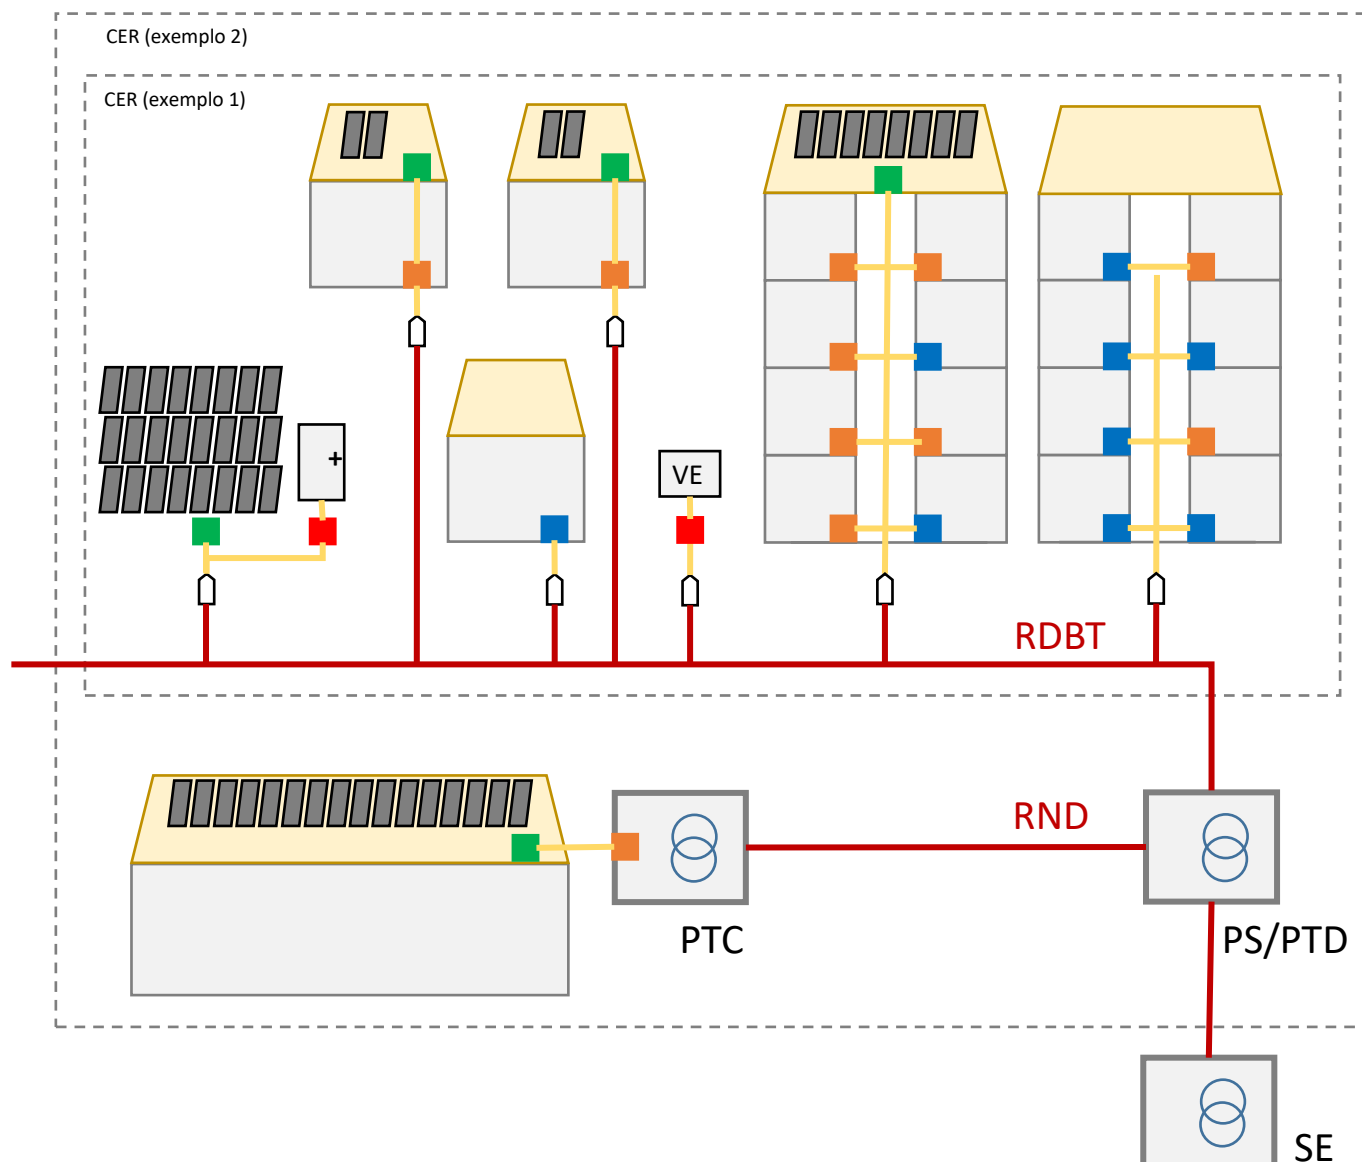 CER (exemplo 2)
CER (exemplo 1)
+
VE
RDBT
RND
PTC
PS/PTD
SE